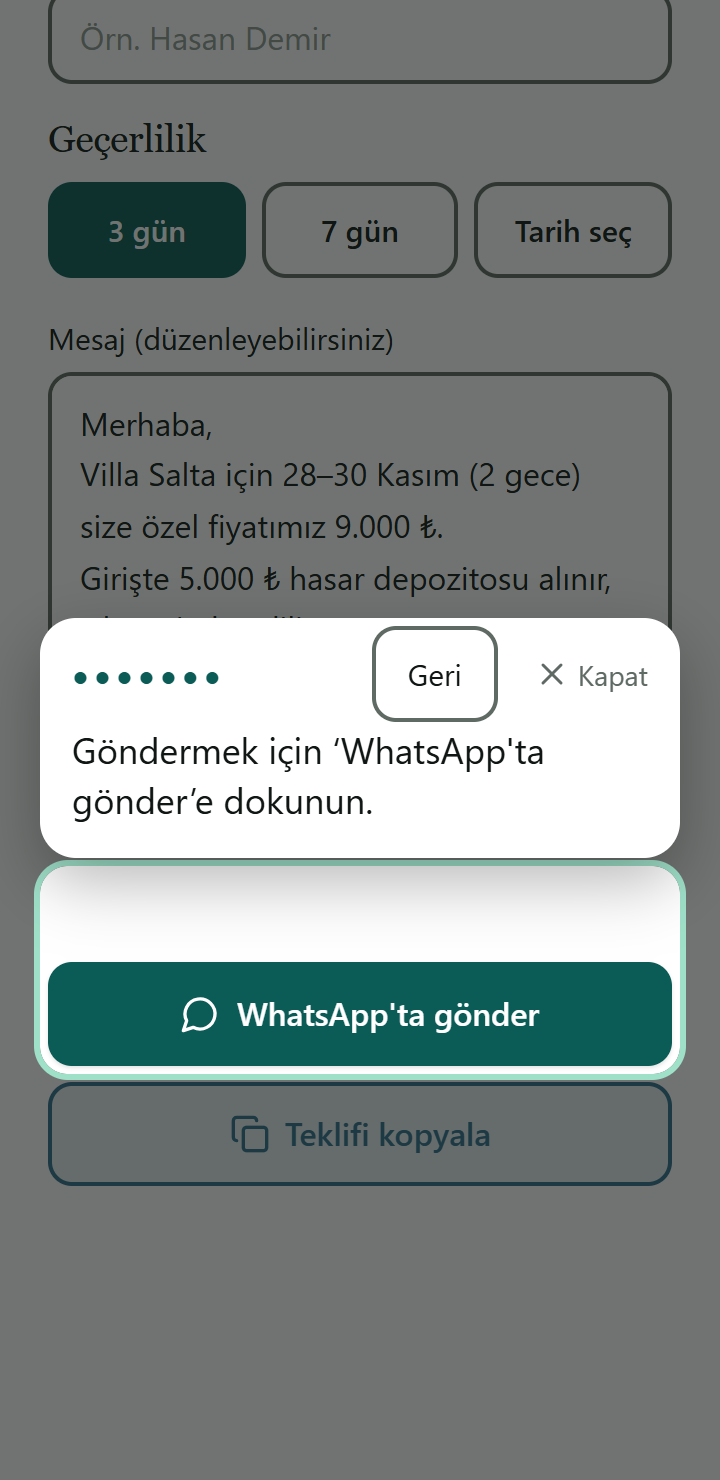 Örn. Hasan Demir
Geçerlilik
3 gün
7 gün
Tarih seç
Mesaj (düzenleyebilirsiniz)
Merhaba,
Villa Salta için 28–30 Kasım (2 gece)
size özel fiyatımız 9.000 ₺.
Girişte 5.000 ₺ hasar depozitosu alınır,
Geri
Kapat
Göndermek için ‘WhatsApp'ta
gönder’e dokunun.
WhatsApp'ta gönder
Teklifi kopyala